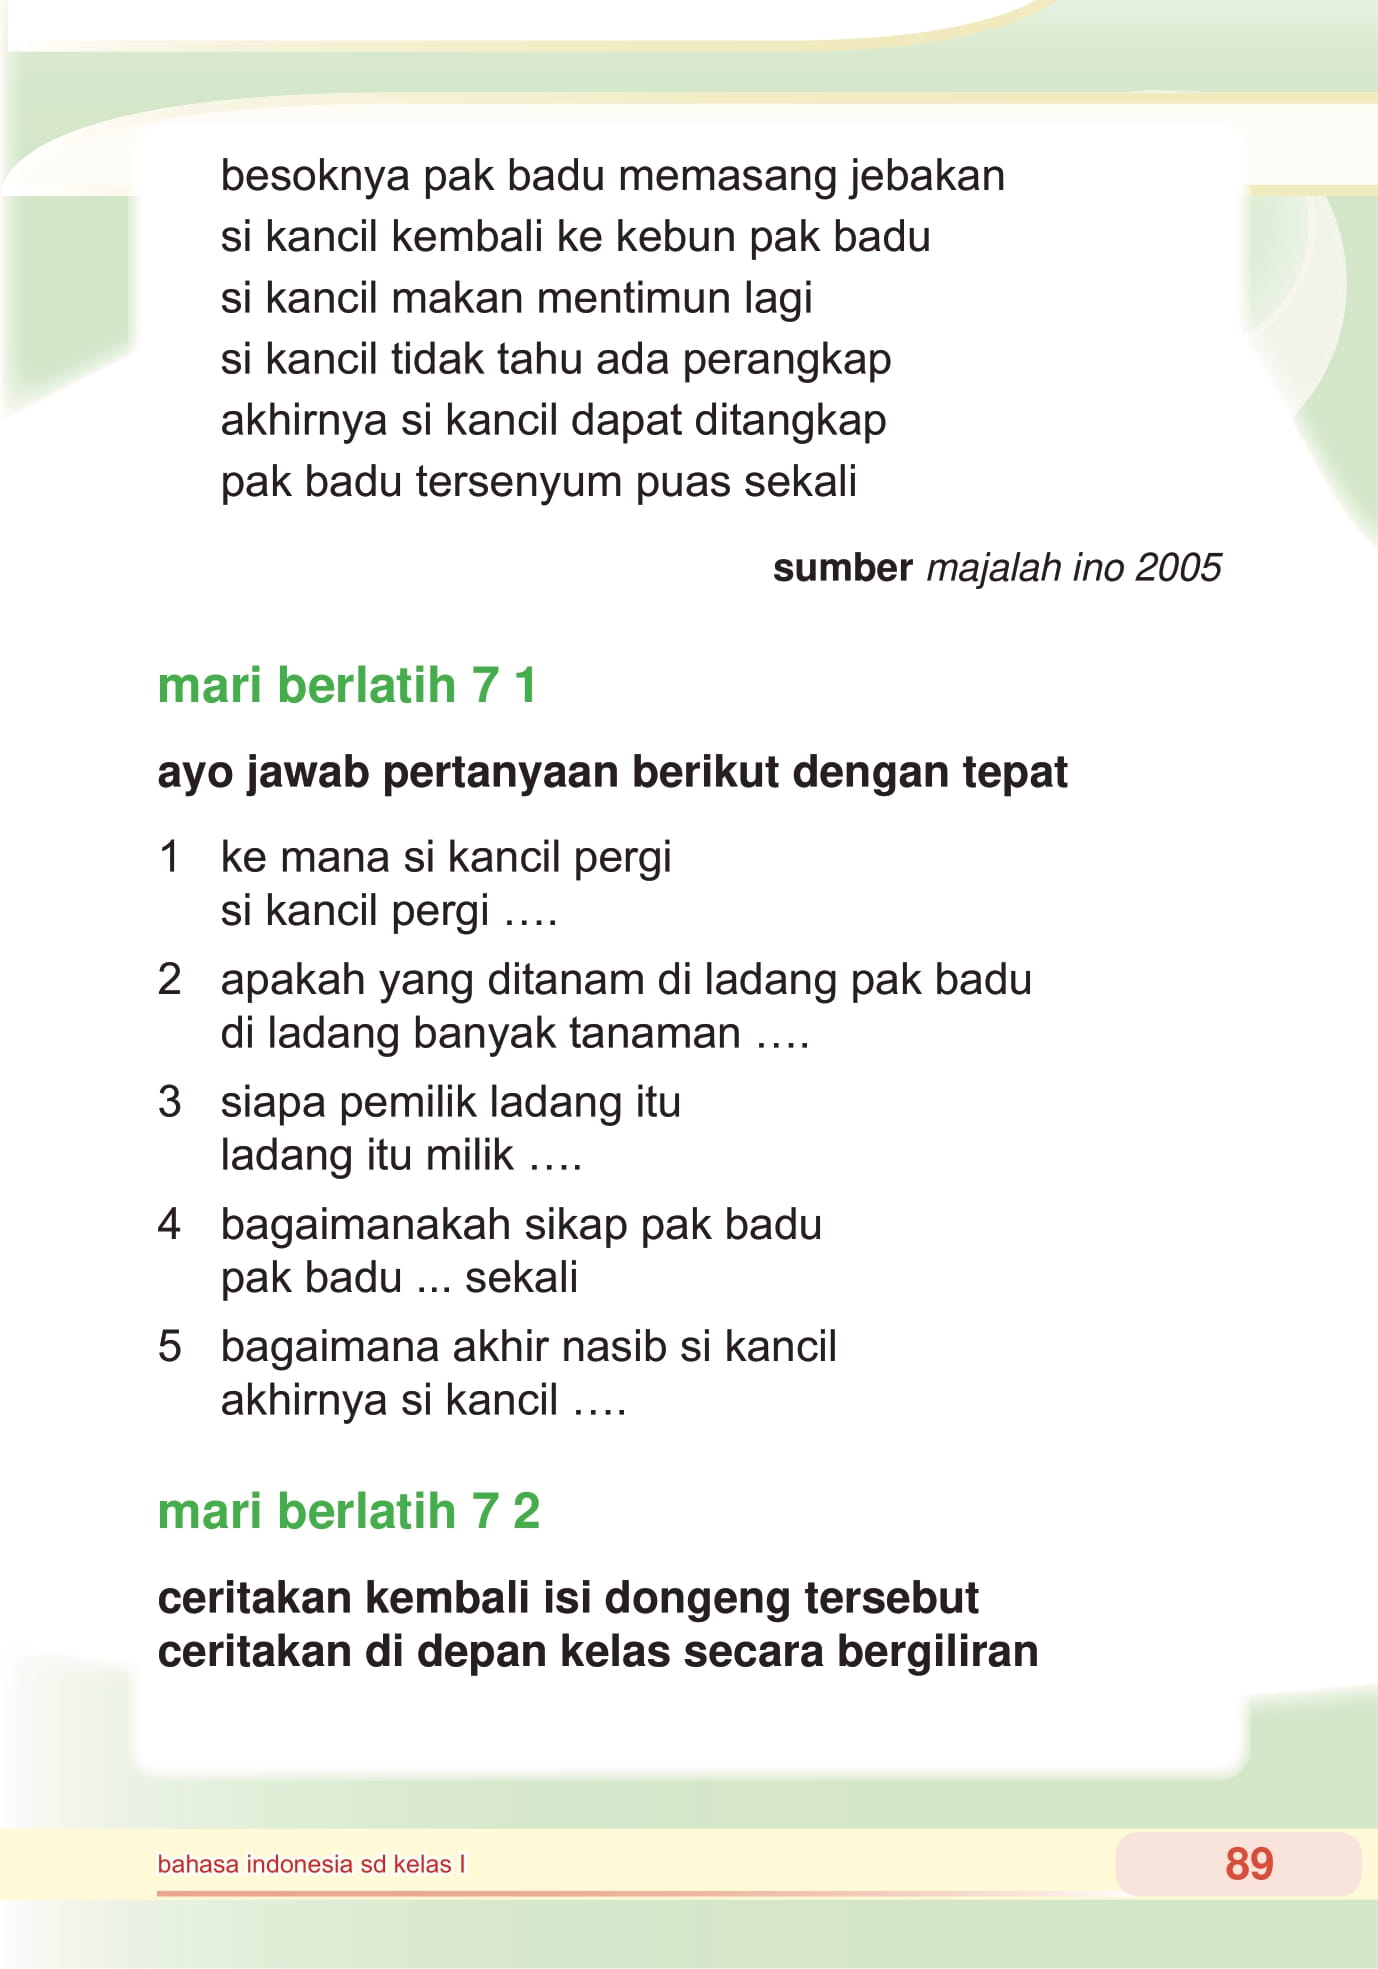 besoknya pak badu memasang jebakan
si kancil kembali ke kebun pak badu
si kancil makan mentimun lagi
si kancil tidak tahu ada perangkap
akhirnya si kancil dapat ditangkap
pak badu tersenyum puas sekali
sumber majalah ino 2005
mari berlatih 7 1
ayo jawab pertanyaan berikut dengan tepat
1 ke mana si kancil pergi
si kancil pergi ....
2 apakah yang ditanam di ladang pak badu
di ladang banyak tanaman ....
3 siapa pemilik ladang itu
ladang itu milik ....
4 bagaimanakah sikap pak badu
pak badu ... sekali
5 bagaimana akhir nasib si kancil
akhirnya si kancil ....
mari berlatih 7 2
ceritakan kembali isi dongeng tersebut
ceritakan di depan kelas secara bergiliran
bahasa indonesia sd kelas I
89